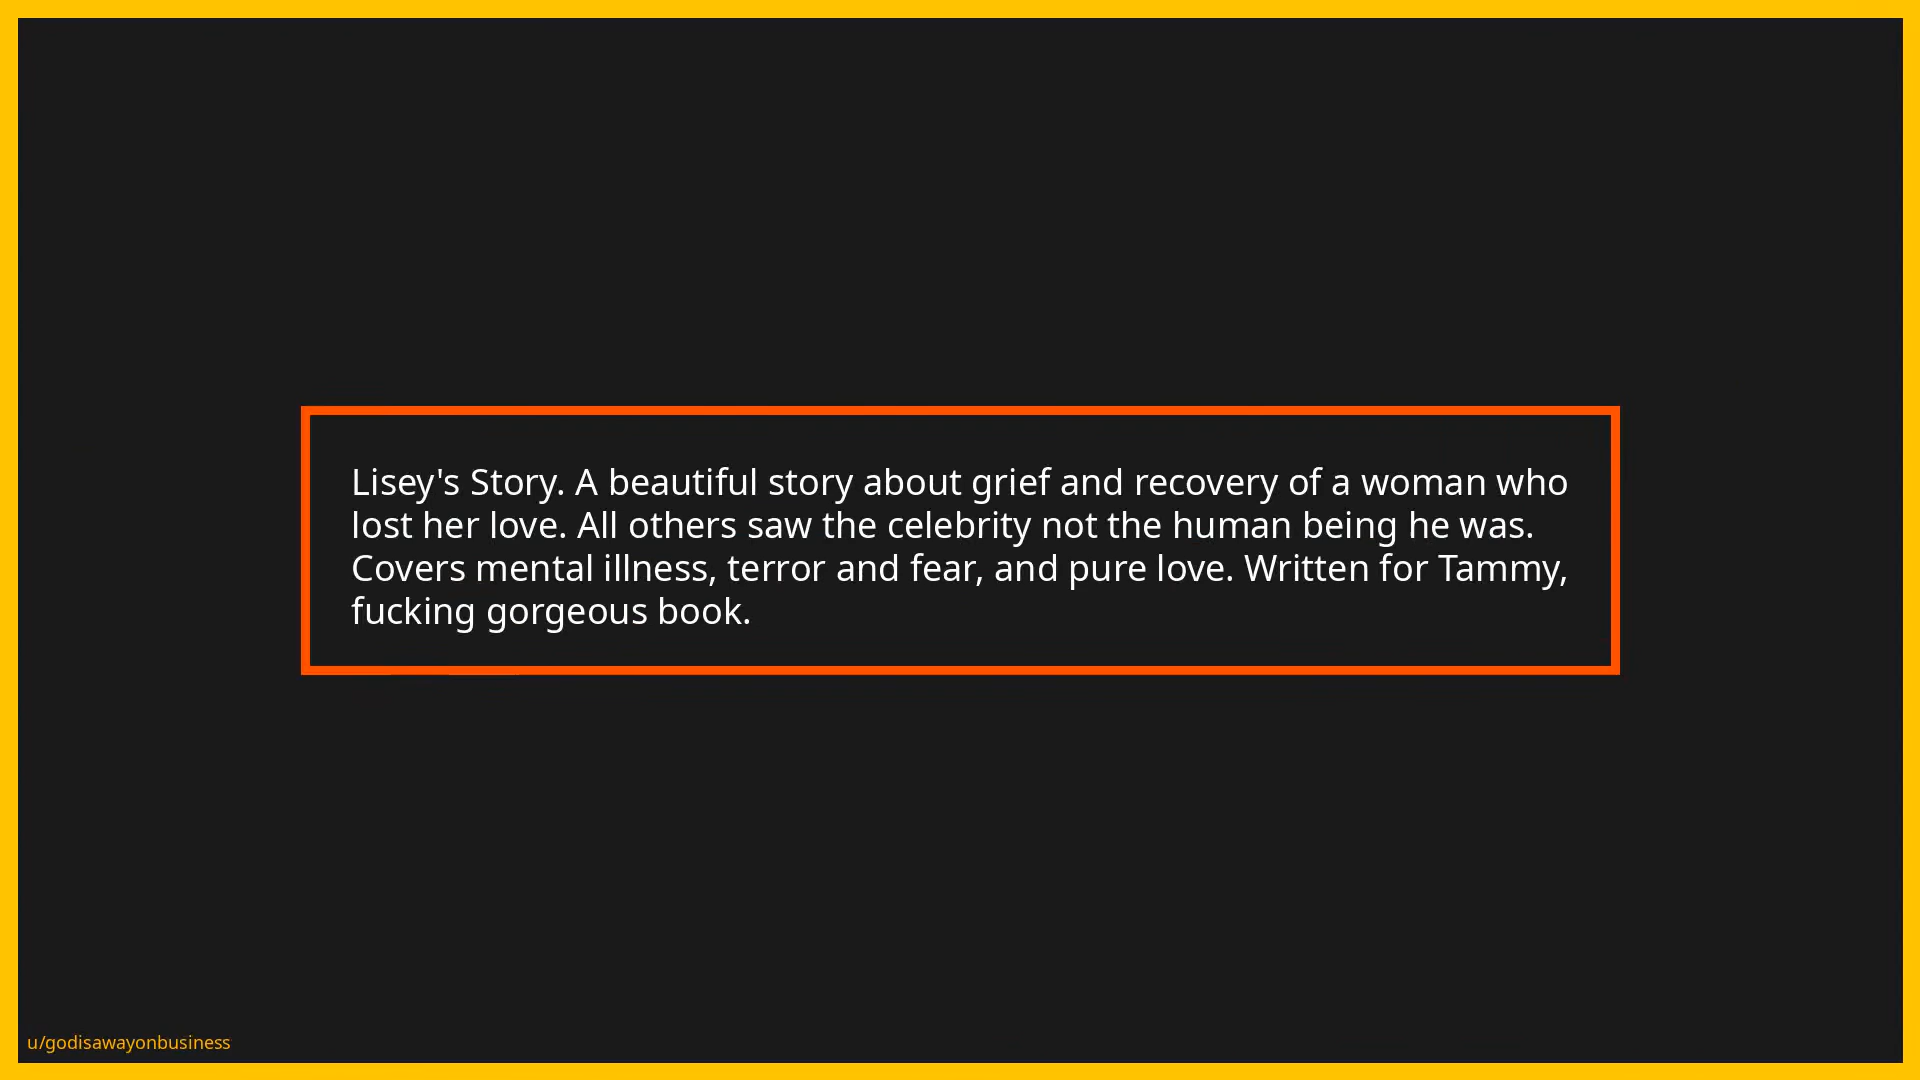 Lisey's Story. A beautiful story about grief and recovery of a woman who
lost her love. All others saw the celebrity not the human being he was.
Covers mental illness, terror and fear, and pure love. Written for Tammy,
fucking gorgeous book.
u/godisawayonbusiness